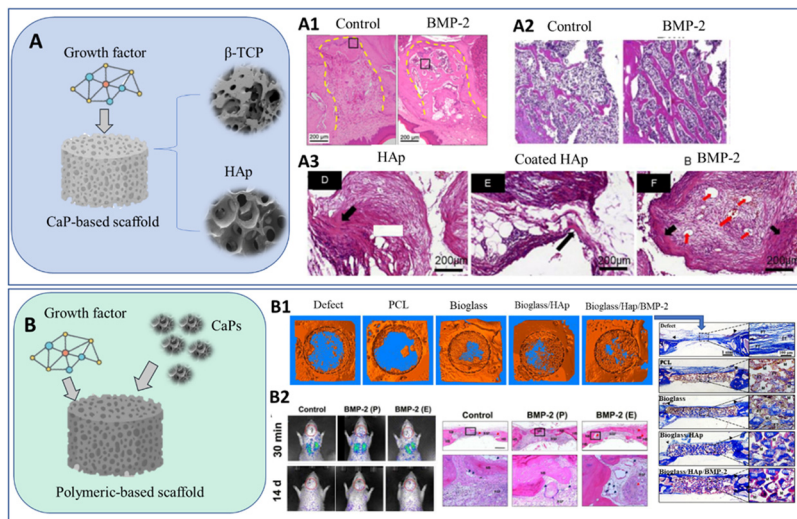 A
Growth factor
β-TCP
HAp
CaP-based scaffold
A1
Control
BMP-2
200 μm
200 μm
A2
Control
BMP-2
A3
HAp
Coated HAp
B
BMP-2
D
E
F
200μm
200μm
200μm
B
Growth factor
CaPs
Polymeric-based scaffold
B1
Defect
PCL
Bioglass
Bioglass/HAp
Bioglass/Hap/BMP-2
Defect
PCL
Bioglass
Bioglass/HAp
Bioglass/HAp/BMP-2
B2
Control
BMP-2 (P)
BMP-2 (E)
30 min
14 d
Control
BMP-2 (P)
BMP-2 (E)